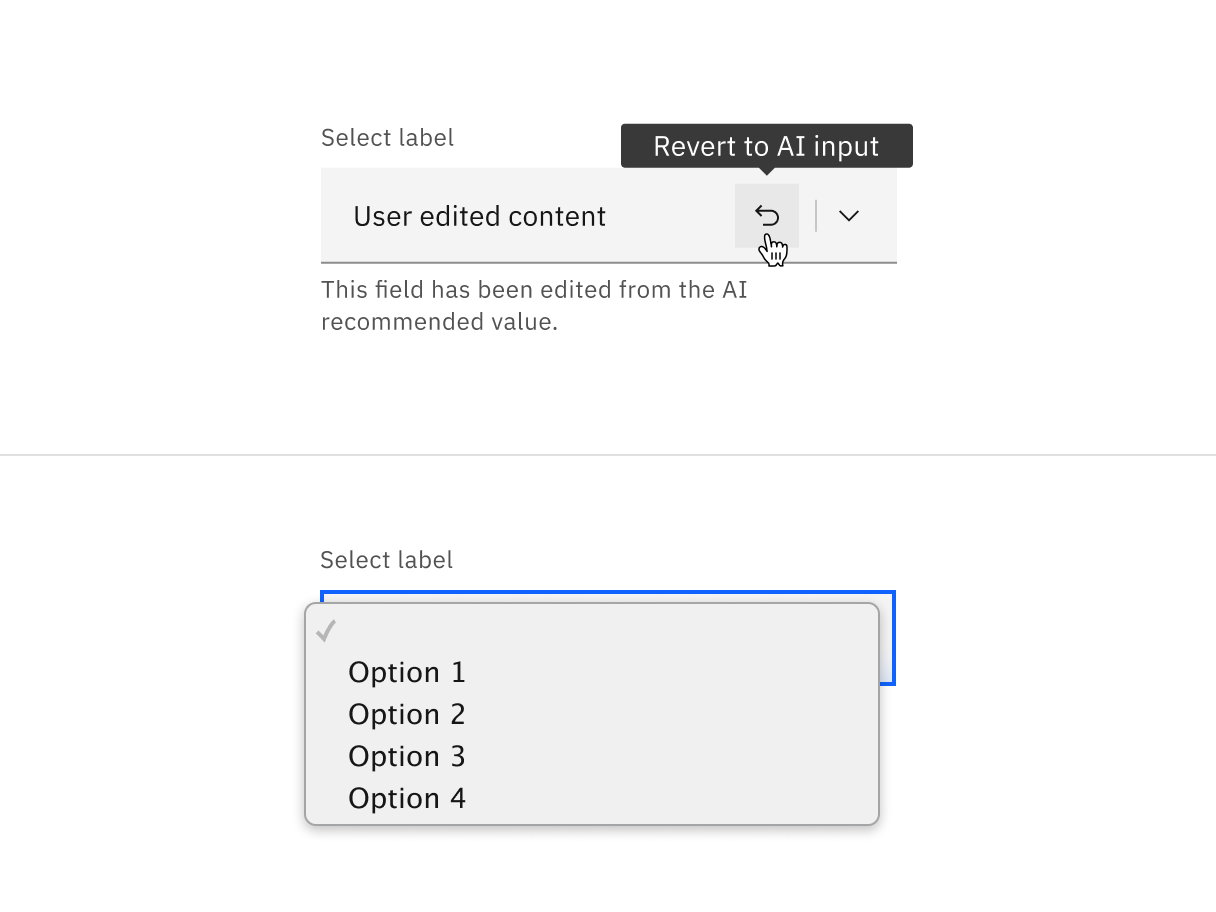 Select label
Revert to AI input
User edited content
This field has been edited from the AI
recommended value.
Select label
Option 1
Option 2
Option 3
Option 4